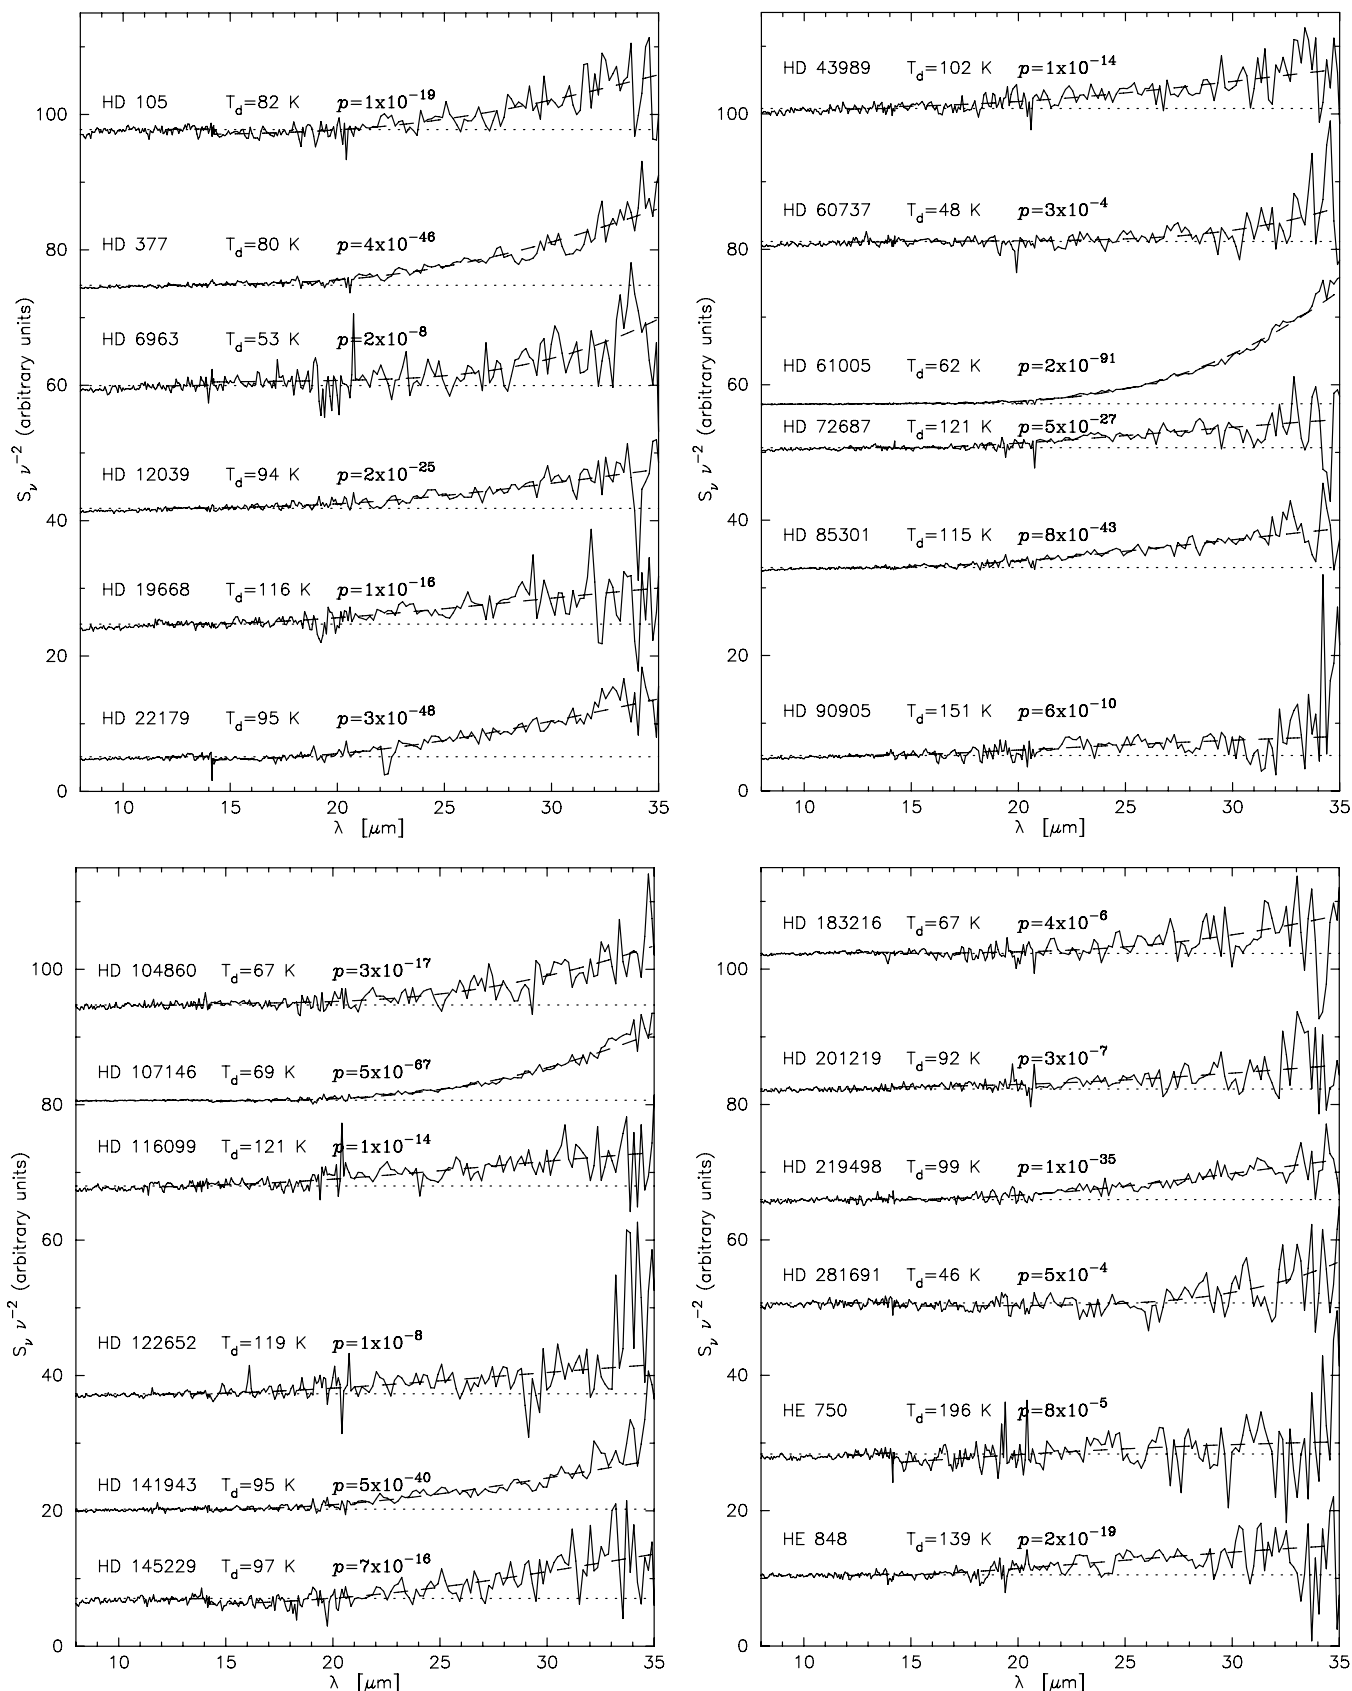 S_ν ν⁻² (arbitrary units)
100
80
60
40
20
0
HD 105 T_d=82 K p=1x10⁻¹⁹
HD 377 T_d=80 K p=4x10⁻⁴⁶
HD 6963 T_d=53 K p=2x10⁻⁸
HD 12039 T_d=94 K p=2x10⁻²⁵
HD 19668 T_d=116 K p=1x10⁻¹⁶
HD 22179 T_d=95 K p=3x10⁻⁴⁸
10 15 20 25 30 35
λ [μm]
S_ν ν⁻² (arbitrary units)
100
80
60
40
20
0
HD 43989 T_d=102 K p=1x10⁻¹⁴
HD 60737 T_d=48 K p=3x10⁻⁴
HD 61005 T_d=62 K p=2x10⁻⁹¹
HD 72687 T_d=121 K p=5x10⁻²⁷
HD 85301 T_d=115 K p=8x10⁻⁴³
HD 90905 T_d=151 K p=6x10⁻¹⁰
10 15 20 25 30 35
λ [μm]
S_ν ν⁻² (arbitrary units)
100
80
60
40
20
0
HD 104860 T_d=67 K p=3x10⁻¹⁷
HD 107146 T_d=69 K p=5x10⁻⁶⁷
HD 116099 T_d=121 K p=1x10⁻¹⁴
HD 122652 T_d=119 K p=1x10⁻⁸
HD 141943 T_d=95 K p=5x10⁻⁴⁰
HD 145229 T_d=97 K p=7x10⁻¹⁶
10 15 20 25 30 35
λ [μm]
S_ν ν⁻² (arbitrary units)
100
80
60
40
20
0
HD 183216 T_d=67 K p=4x10⁻⁶
HD 201219 T_d=92 K p=3x10⁻⁷
HD 219498 T_d=99 K p=1x10⁻³⁵
HD 281691 T_d=46 K p=5x10⁻⁴
HE 750 T_d=196 K p=8x10⁻⁵
HE 848 T_d=139 K p=2x10⁻¹⁹
10 15 20 25 30 35
λ [μm]